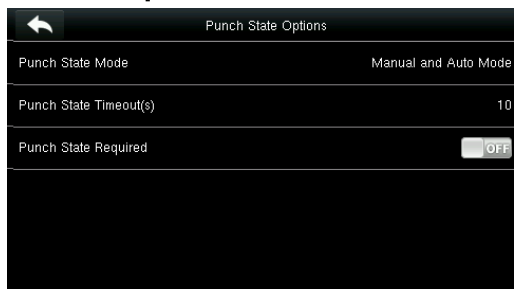 Punch State Options
Punch State Mode Manual and Auto Mode
Punch State Timeout(s) 10
Punch State Required OFF